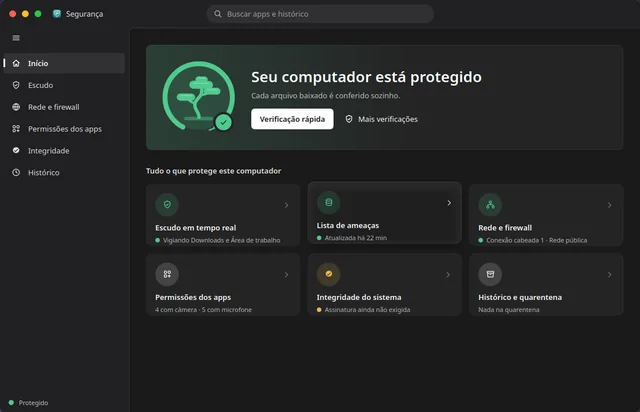 Segurança
Buscar apps e histórico
Início
Escudo
Rede e firewall
Permissões dos apps
Integridade
Histórico
Protegido
Seu computador está protegido
Cada arquivo baixado é conferido sozinho.
Verificação rápida
Mais verificações
Tudo o que protege este computador
Escudo em tempo real
Vigiando Downloads e Área de trabalho
Lista de ameaças
Atualizada há 22 min
Rede e firewall
Conexão cabeada 1 · Rede pública
Permissões dos apps
4 com câmera · 5 com microfone
Integridade do sistema
Assinatura ainda não exigida
Histórico e quarentena
Nada na quarentena